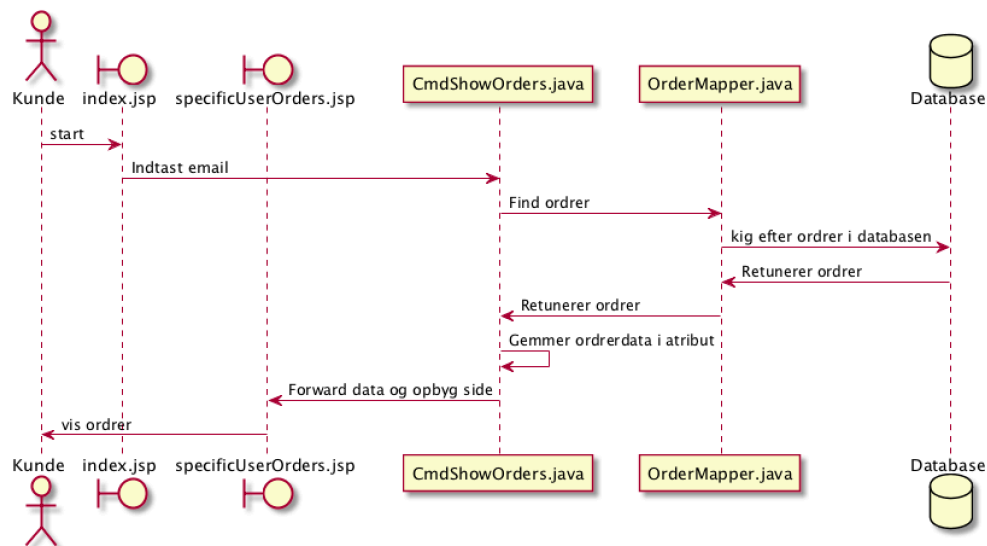 Kunde
index.jsp
specificUserOrders.jsp
CmdShowOrders.java
OrderMapper.java
Database
start
Indtast email
Find ordrer
kig efter ordrer i databasen
Retunerer ordrer
Retunerer ordrer
Gemmer ordrerdata i atribut
Forward data og opbyg side
vis ordrer
Kunde
index.jsp
specificUserOrders.jsp
CmdShowOrders.java
OrderMapper.java
Database